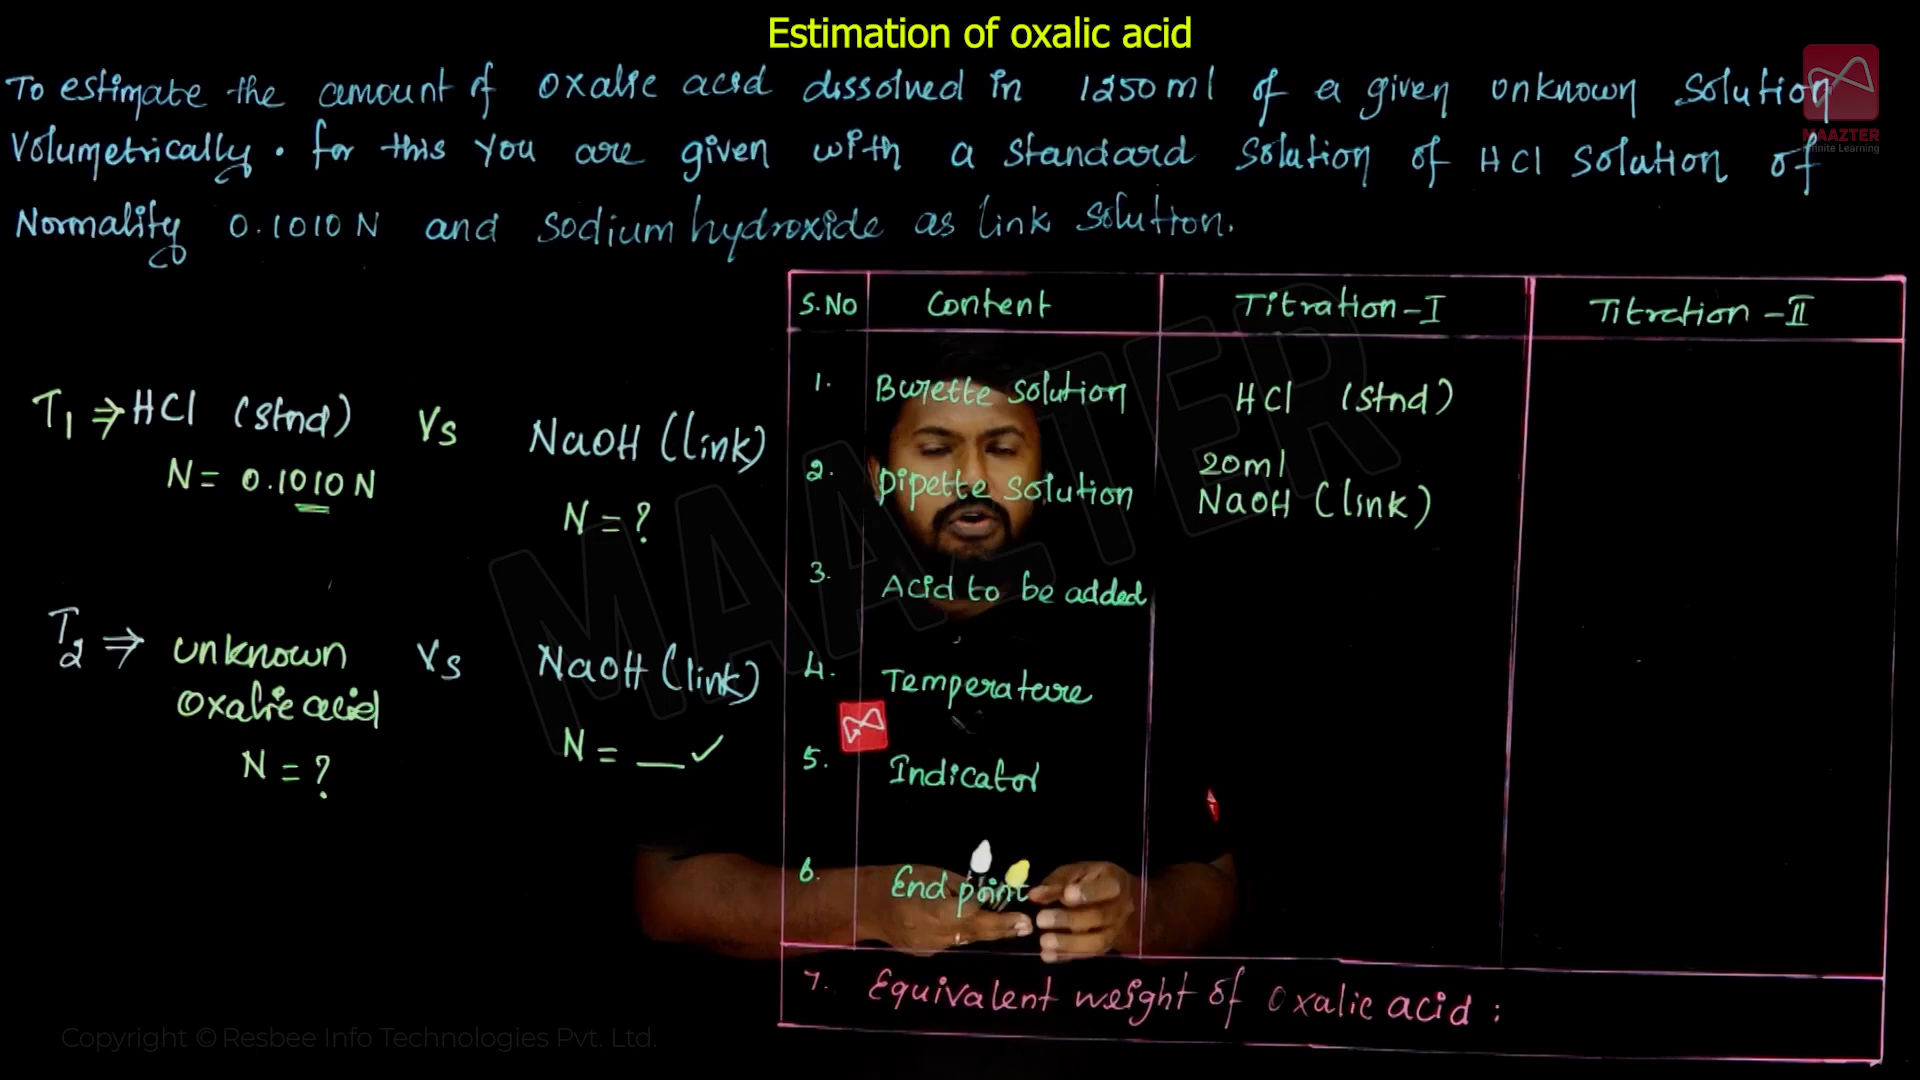 Estimation of oxalic acid
To estimate the amount of oxalic acid dissolved in 1250ml of a given unknown solution
Volumetrically. for this you are given with a standard solution of HCl solution of
Normality 0.1010 N and sodium hydroxide as link solution.
MAAZTER
Infinite Learning
S.No Content Titration-I Titration-II
T1 ⇒ HCl (stnd) Vs NaOH (link)
N = 0.1010 N N = ?
T2 ⇒ unknown Vs NaOH (link)
oxalic acid
N = ? N = __ ✓
1. Burette solution HCl (stnd)
2. pipette solution 20ml
NaOH (link)
3. Acid to be added
4. Temperature
5. Indicator
6. End point
7. Equivalent weight of oxalic acid :
MAAZTER
Copyright © Resbee Info Technologies Pvt. Ltd.